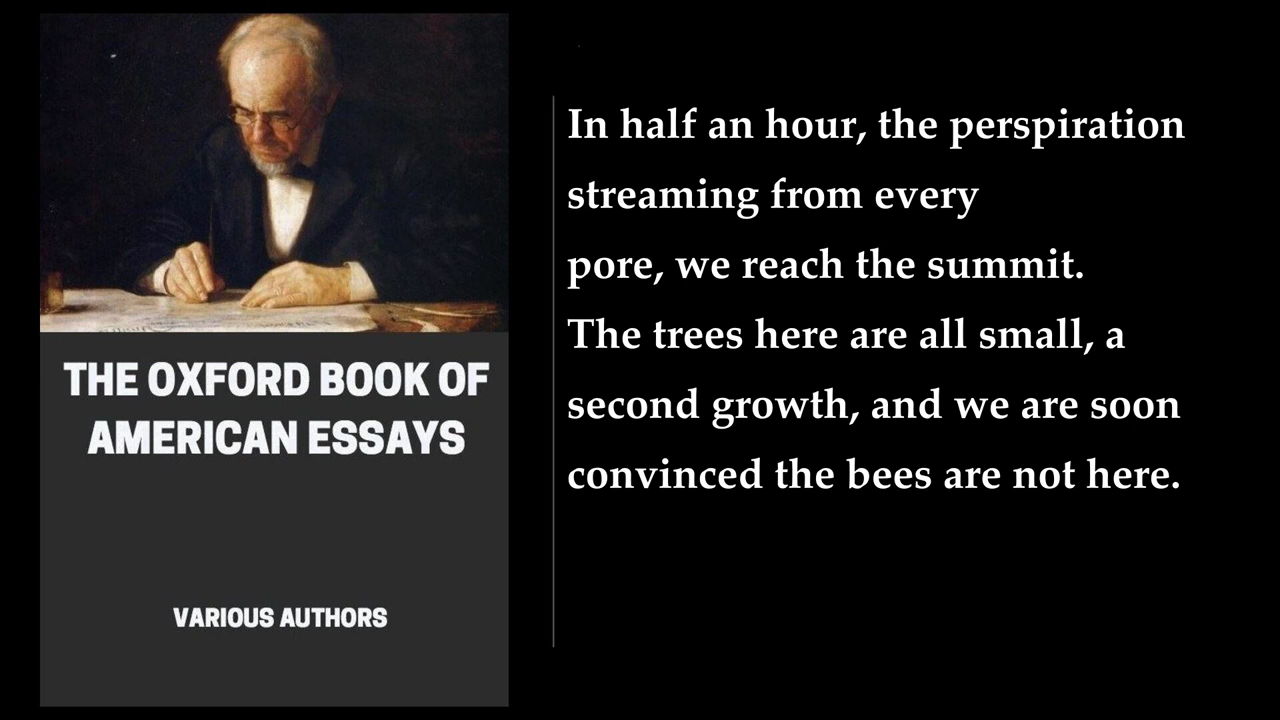 THE OXFORD BOOK OF
AMERICAN ESSAYS
VARIOUS AUTHORS
In half an hour, the perspiration
streaming from every
pore, we reach the summit.
The trees here are all small, a
second growth, and we are soon
convinced the bees are not here.